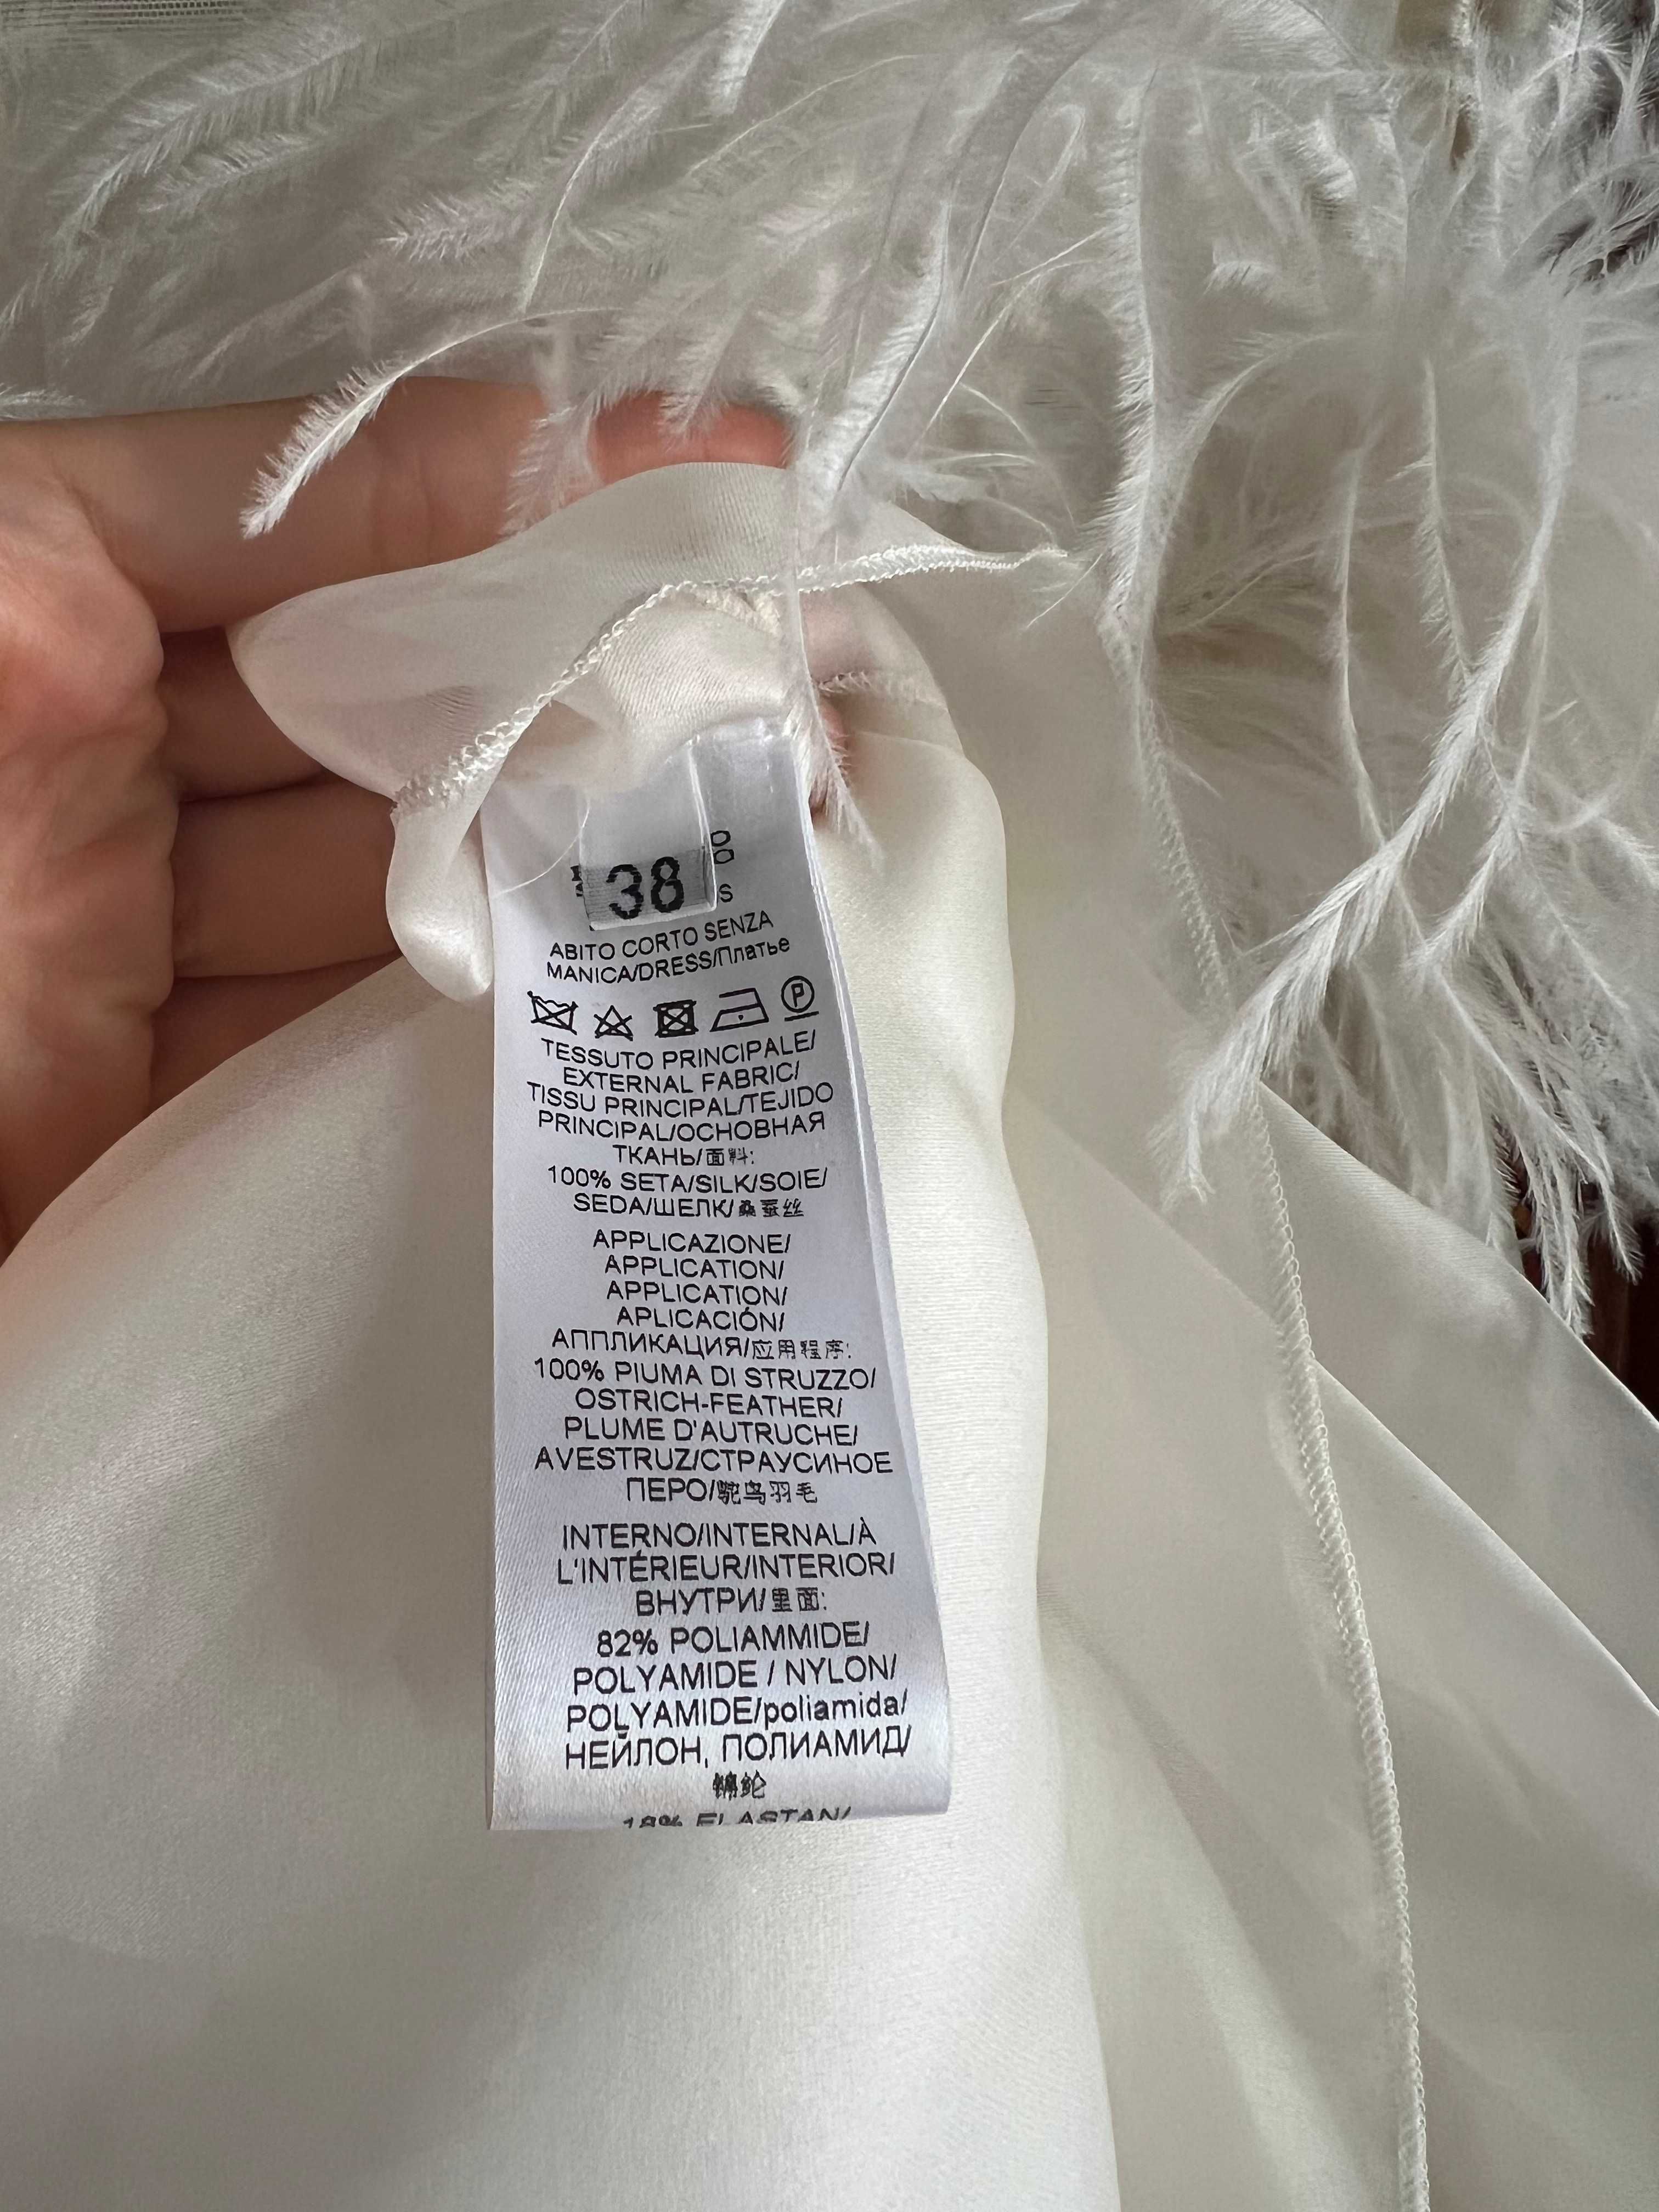 38
S
ABITO CORTO SENZA
MANICA/DRESS/Платье
TESSUTO PRINCIPALE/
EXTERNAL FABRIC/
TISSU PRINCIPAL/TEJIDO
PRINCIPAL/ОСНОВНАЯ
ТКАНЬ/面料:
100% SETA/SILK/SOIE/
SEDA/ШЕЛК/桑蚕丝
APPLICAZIONE/
APPLICATION/
APPLICATION/
APLICACIÓN/
АППЛИКАЦИЯ/应用程序:
100% PIUMA DI STRUZZO/
OSTRICH-FEATHER/
PLUME D'AUTRUCHE/
AVESTRUZ/СТРАУСИНОЕ
ПЕРО/鸵鸟羽毛
INTERNO/INTERNAL/À
L'INTÉRIEUR/INTERIOR/
ВНУТРИ/里面:
82% POLIAMMIDE/
POLYAMIDE / NYLON/
POLYAMIDE/poliamida/
НЕЙЛОН, ПОЛИАМИД/
锦纶
18% ELASTAN/